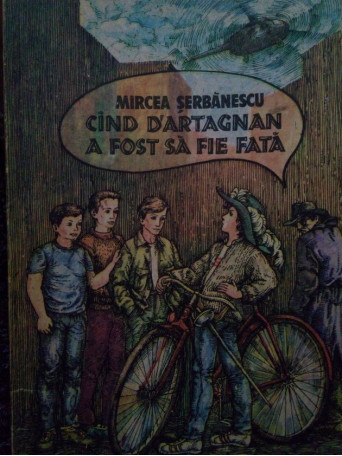 MIRCEA ŞERBĂNESCU
CÎND D'ARTAGNAN
A FOST SĂ FIE FATĂ